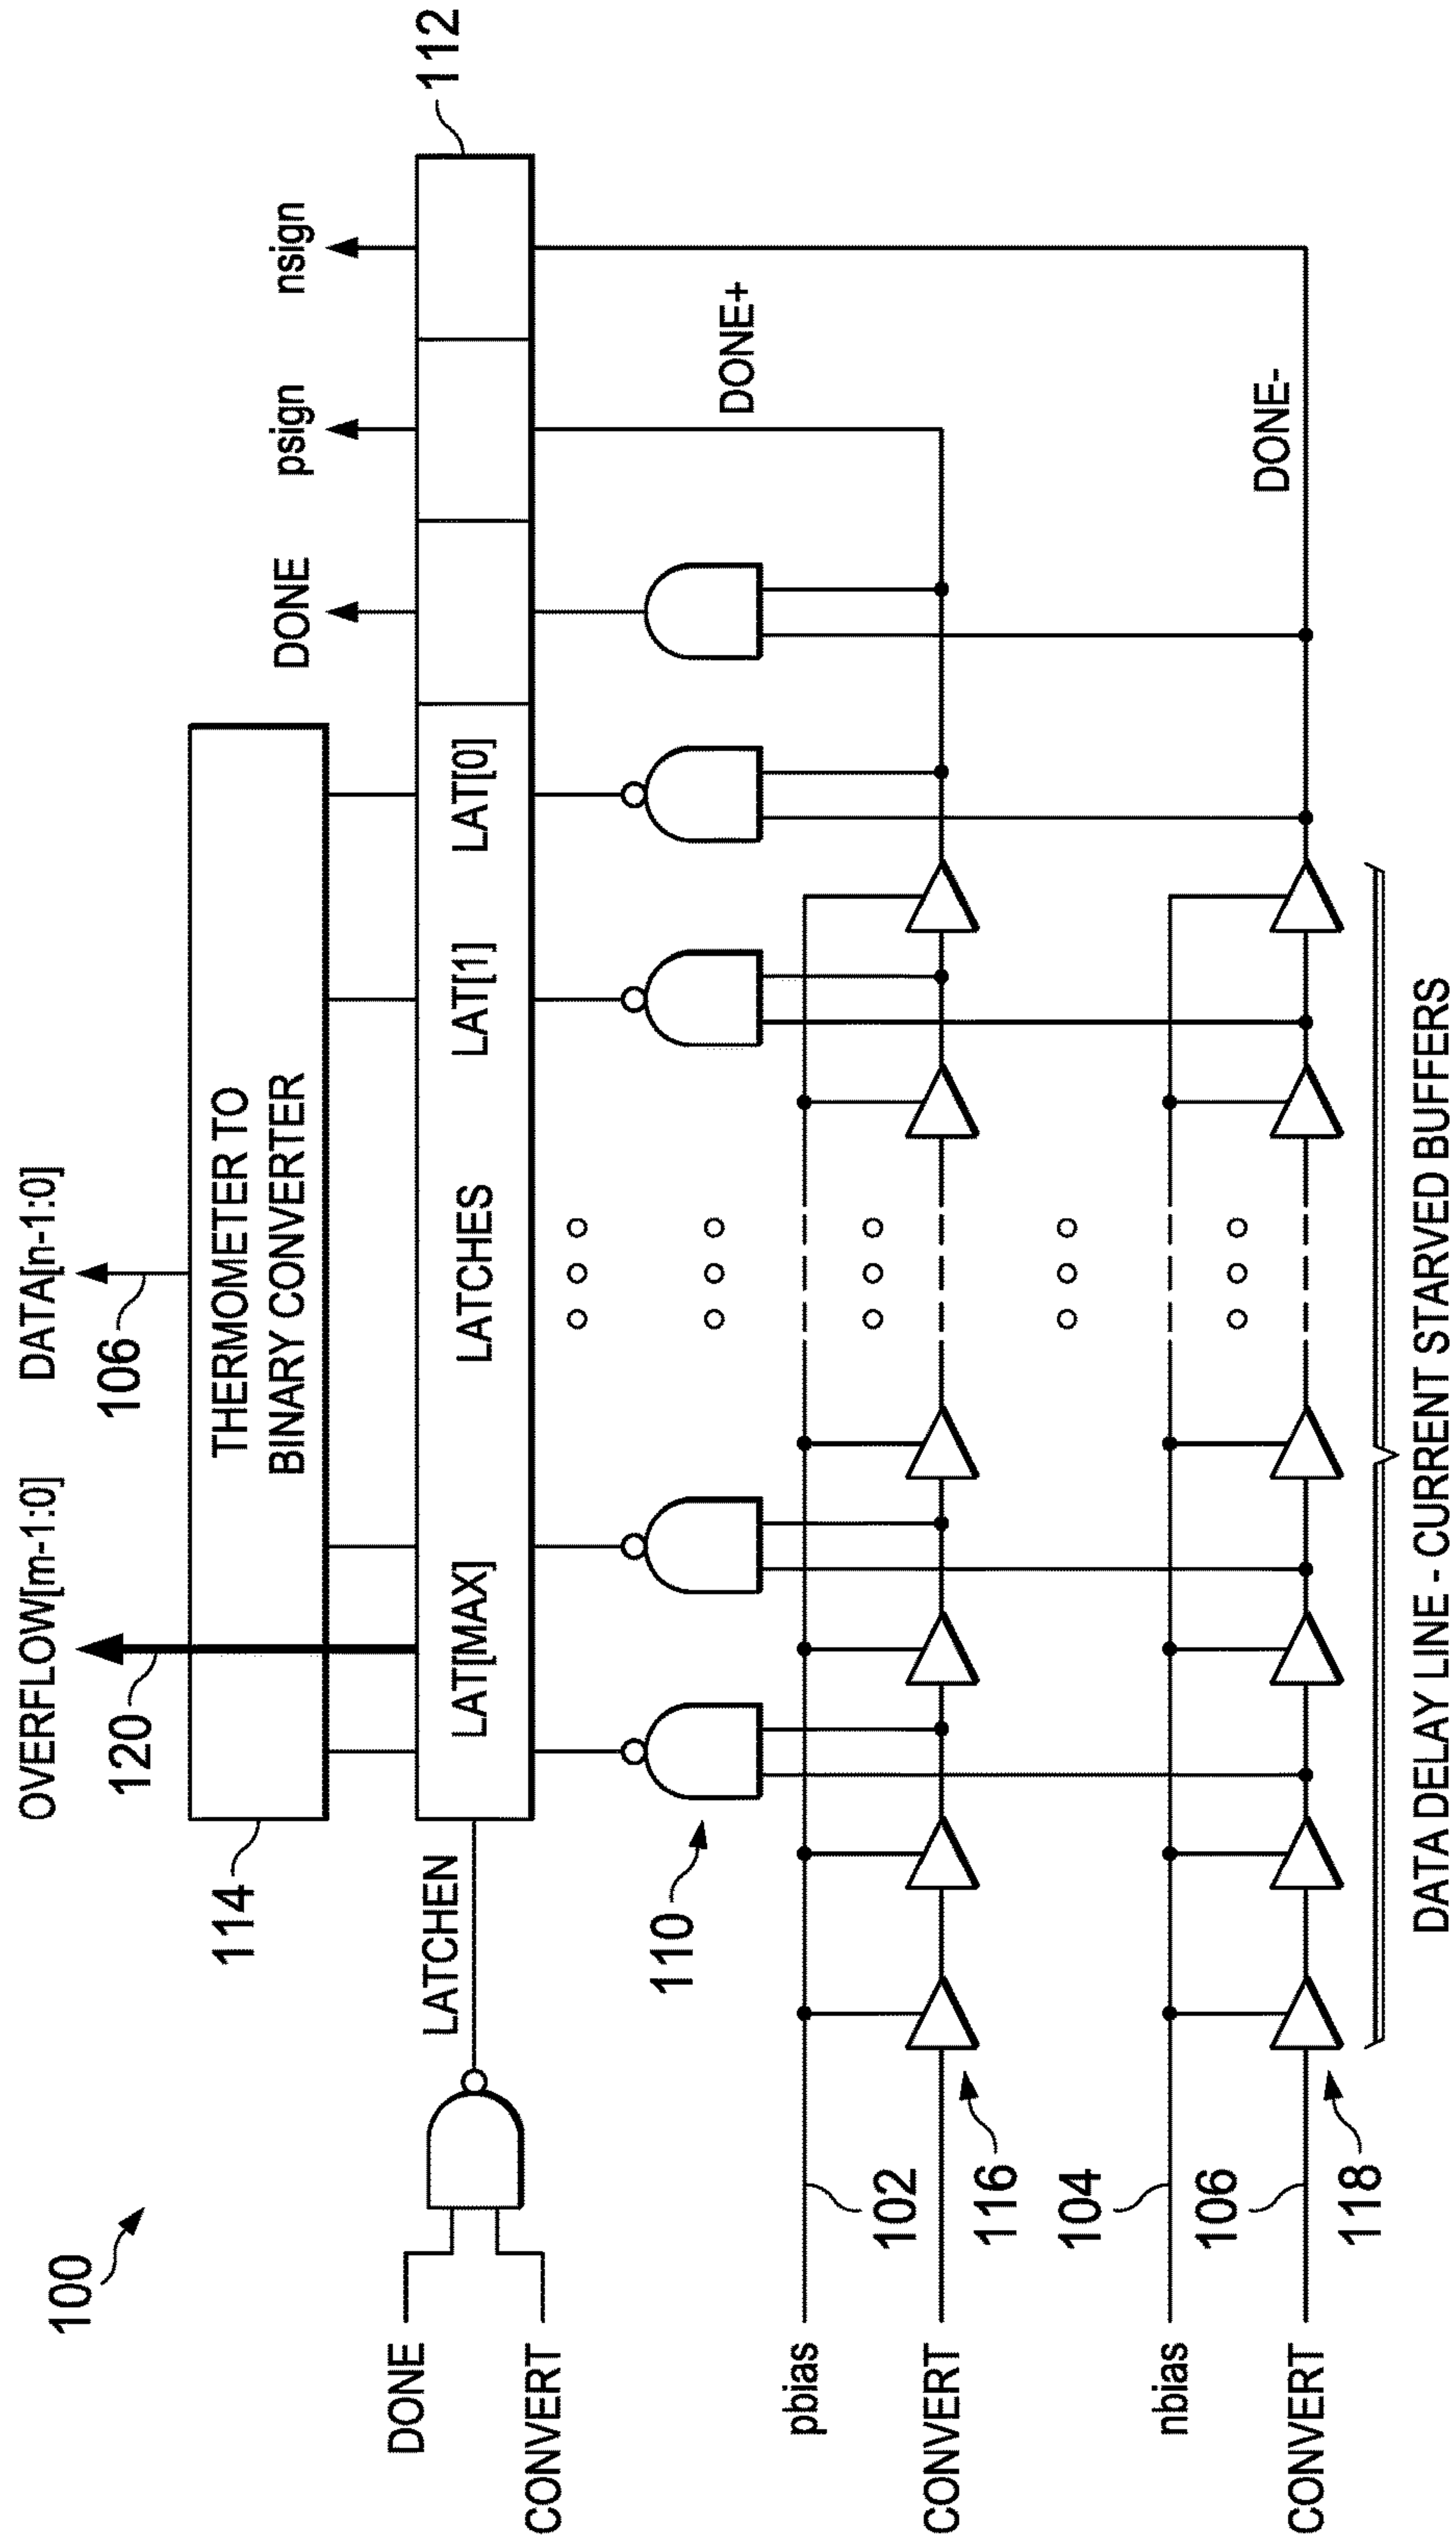 100
OVERFLOW[m-1:0]
DATA[n-1:0]
120
106
114
THERMOMETER TO
BINARY CONVERTER
DONE
psign
nsign
112
DONE
CONVERT
LATCHEN
LAT[MAX]
LATCHES
LAT[1]
LAT[0]
110
DONE+
pbias
102
CONVERT
116
nbias
104
DONE-
CONVERT
106
118
DATA DELAY LINE - CURRENT STARVED BUFFERS